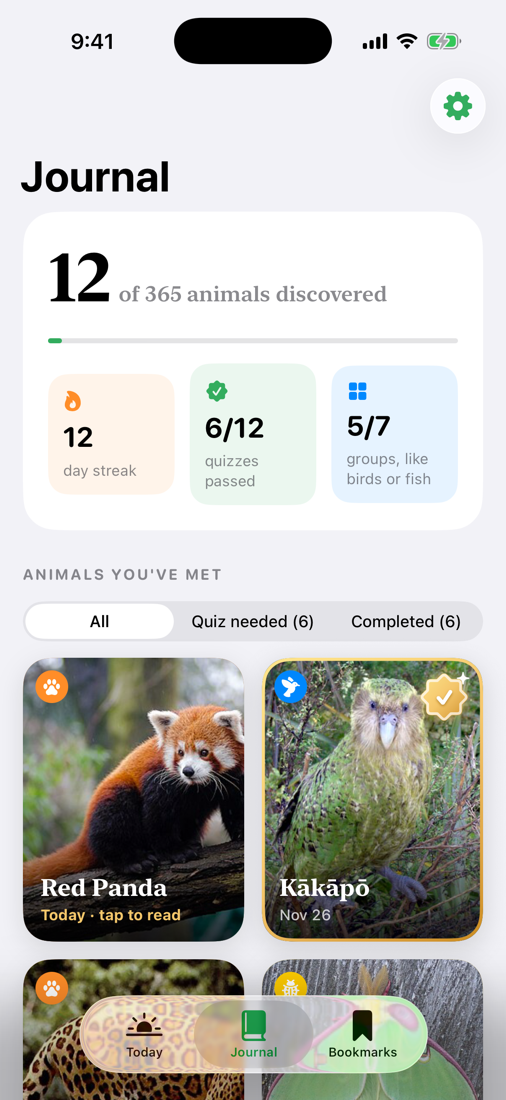 9:41
Journal
12 of 365 animals discovered
12
day streak
6/12
quizzes
passed
5/7
groups, like
birds or fish
ANIMALS YOU'VE MET
All
Quiz needed (6)
Completed (6)
Red Panda
Today · tap to read
Kākāpō
Nov 26
Today
Journal
Bookmarks